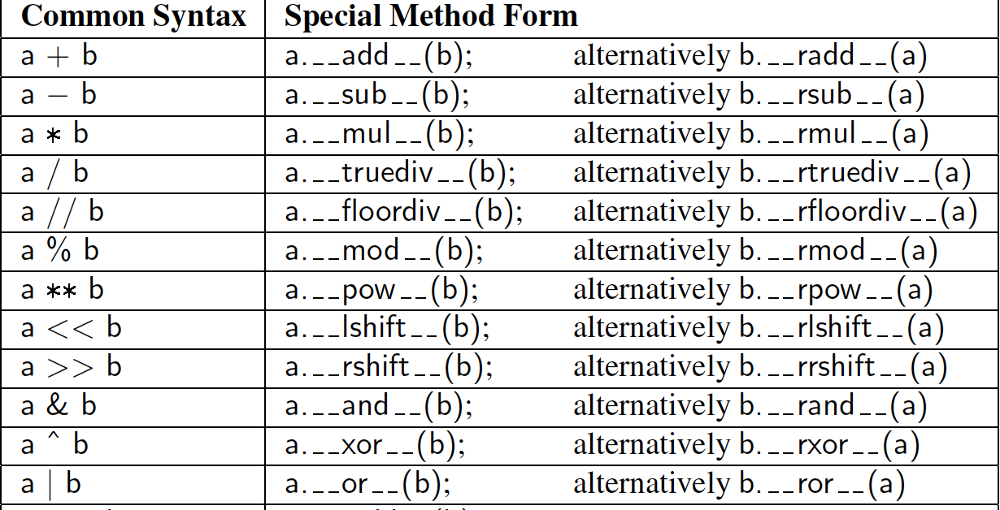 Common Syntax Special Method Form
a + b a.__add__(b); alternatively b.__radd__(a)
a − b a.__sub__(b); alternatively b.__rsub__(a)
a * b a.__mul__(b); alternatively b.__rmul__(a)
a / b a.__truediv__(b); alternatively b.__rtruediv__(a)
a // b a.__floordiv__(b); alternatively b.__rfloordiv__(a)
a % b a.__mod__(b); alternatively b.__rmod__(a)
a ** b a.__pow__(b); alternatively b.__rpow__(a)
a << b a.__lshift__(b); alternatively b.__rlshift__(a)
a >> b a.__rshift__(b); alternatively b.__rrshift__(a)
a & b a.__and__(b); alternatively b.__rand__(a)
a ^ b a.__xor__(b); alternatively b.__rxor__(a)
a | b a.__or__(b); alternatively b.__ror__(a)